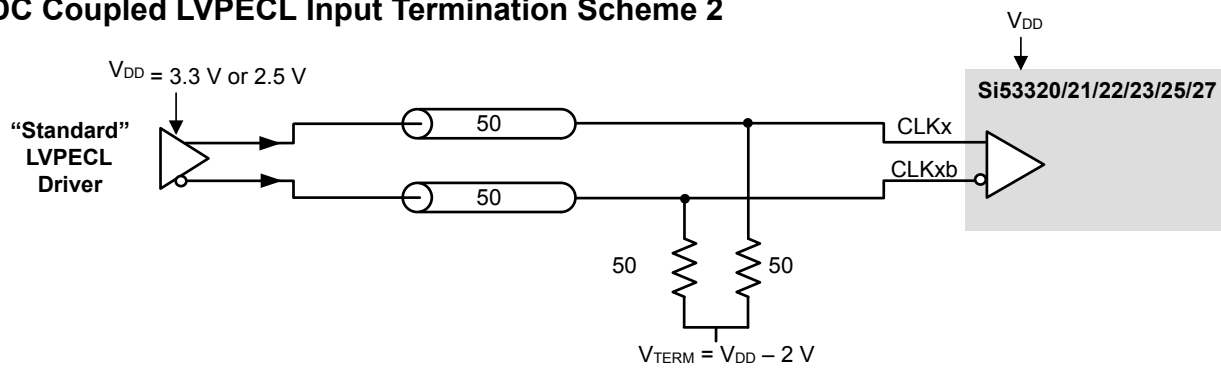 DC Coupled LVPECL Input Termination Scheme 2
VDD
VDD = 3.3 V or 2.5 V
Si53320/21/22/23/25/27
“Standard”
LVPECL
Driver
50
CLKx
50
CLKxb
50
50
VTERM = VDD – 2 V